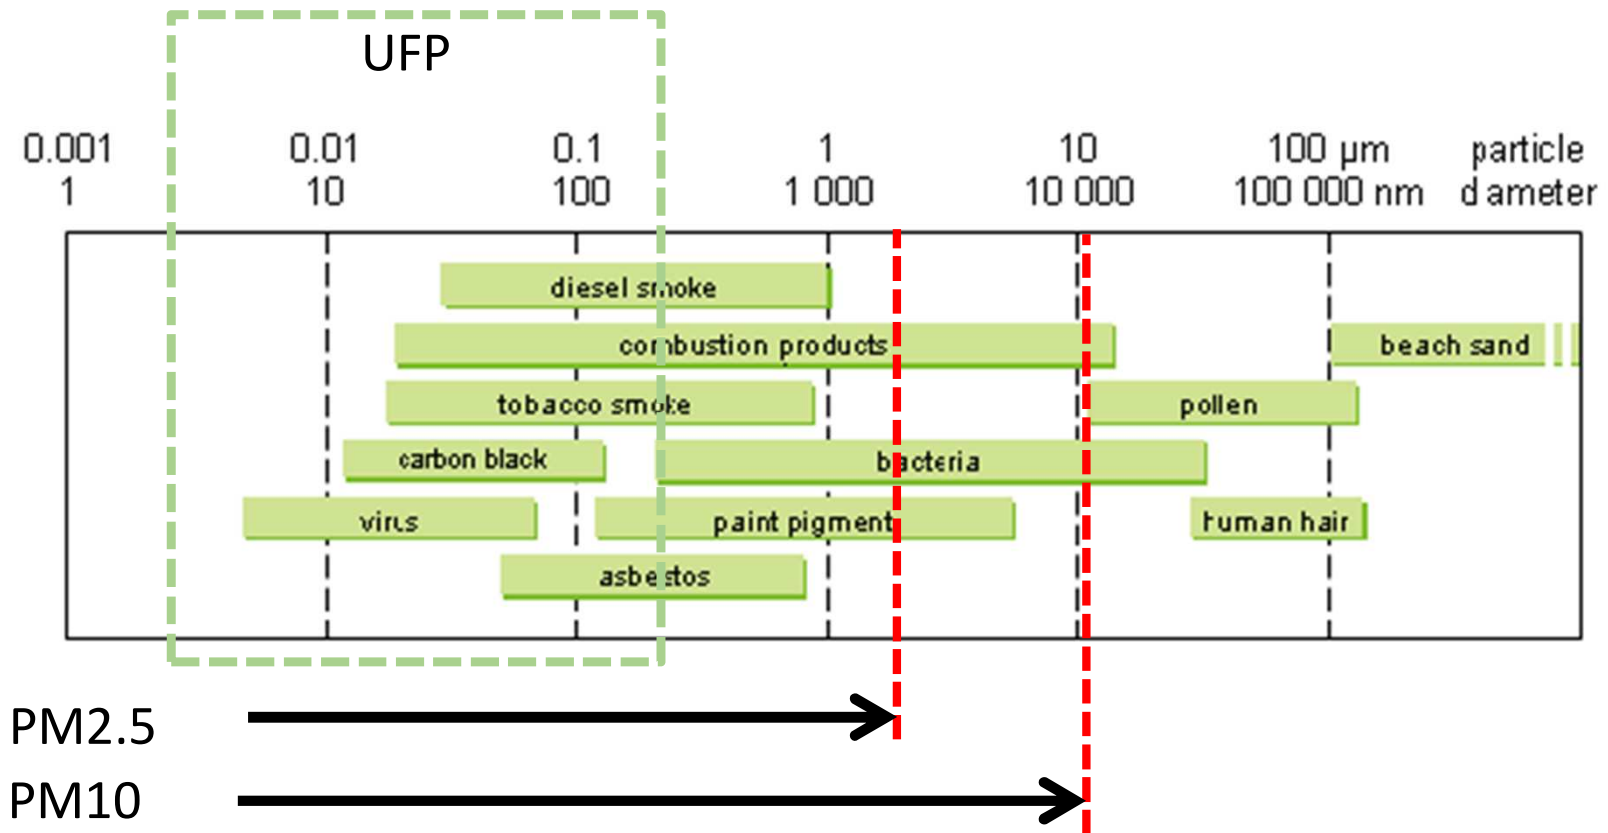 UFP
0.001 0.01 0.1 1 10 100 µm particle
1 10 100 1 000 10 000 100 000 nm diameter
diesel smoke
combustion products beach sand
tobacco smoke pollen
carbon black bacteria
virus paint pigment human hair
asbestos
PM2.5
PM10